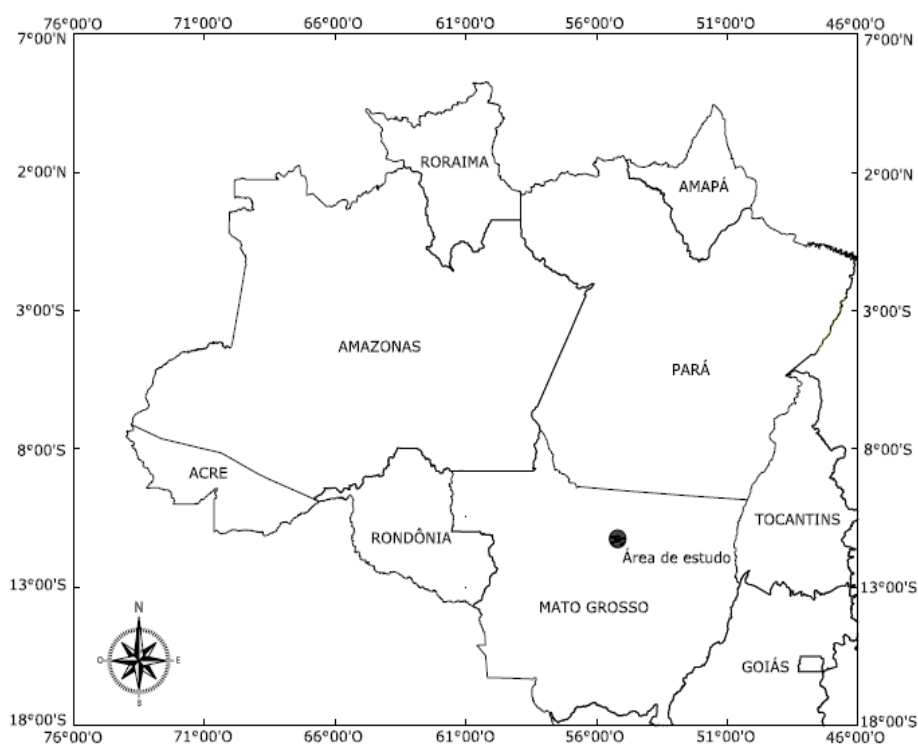 76°00'O 71°00'O 66°00'O 61°00'O 56°00'O 51°00'O 46°00'O
7°00'N 7°00'N
RORAIMA
2°00'N AMAPÁ 2°00'N
3°00'S 3°00'S
AMAZONAS
PARÁ
8°00'S 8°00'S
ACRE
TOCANTINS
RONDÔNIA
Área de estudo
13°00'S 13°00'S
MATO GROSSO
N
O E
S
GOIÁS
18°00'S 18°00'S
76°00'O 71°00'O 66°00'O 61°00'O 56°00'O 51°00'O 46°00'O